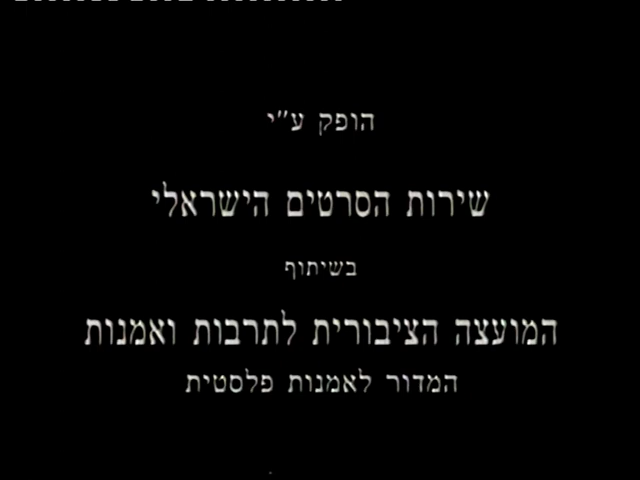 הופק ע"י
שירות הסרטים הישראלי
בשיתוף
המועצה הציבורית לתרבות ואמנות
המדור לאמנות פלסטית